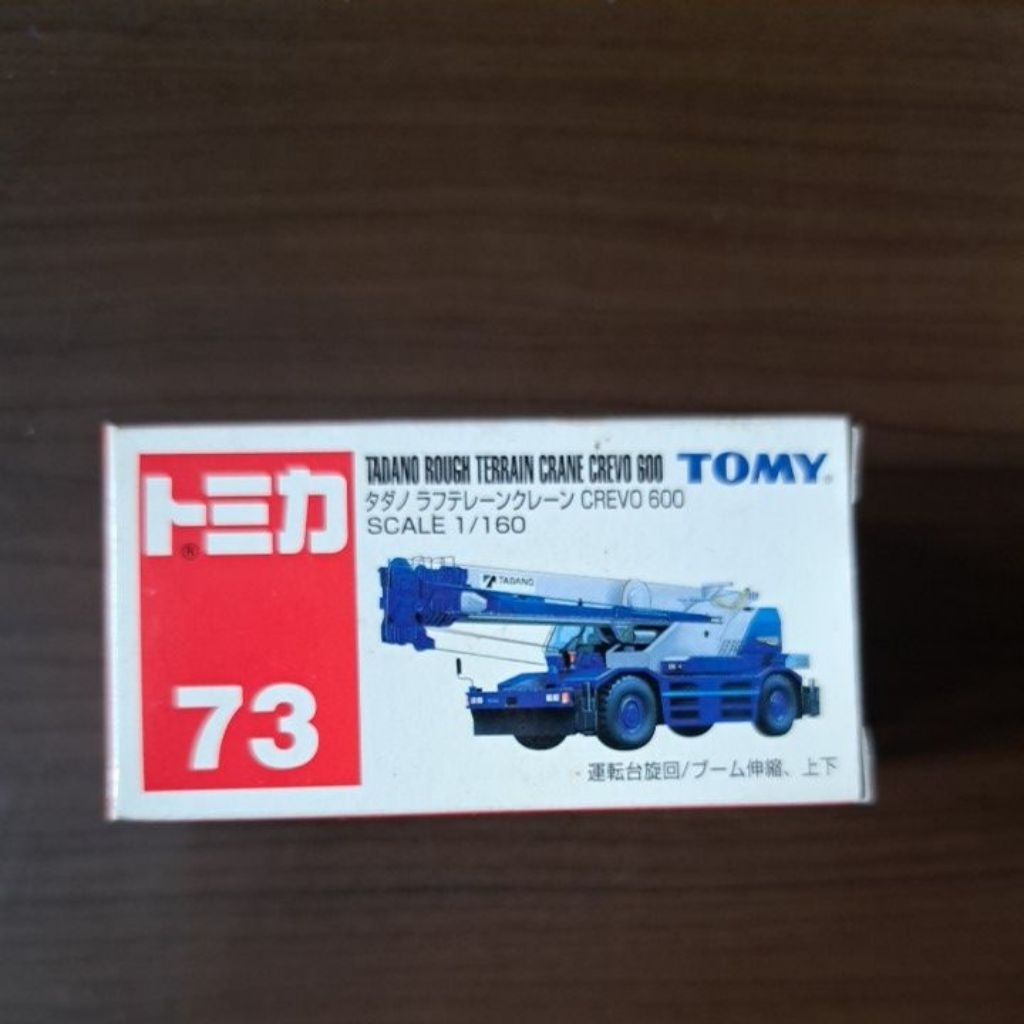 トミカ®
73
TADANO ROUGH TERRAIN CRANE CREVO 600
TOMY®
タダノ ラフテレーンクレーン CREVO 600
SCALE 1/160
TADANO
運転台旋回/ブーム伸縮、上下